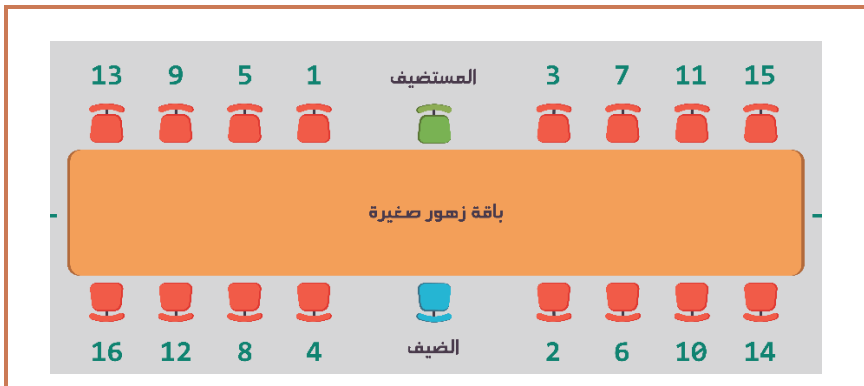 13 9 5 1 المستضيف 3 7 11 15
باقة زهور صغيرة
16 12 8 4 الضيف 2 6 10 14